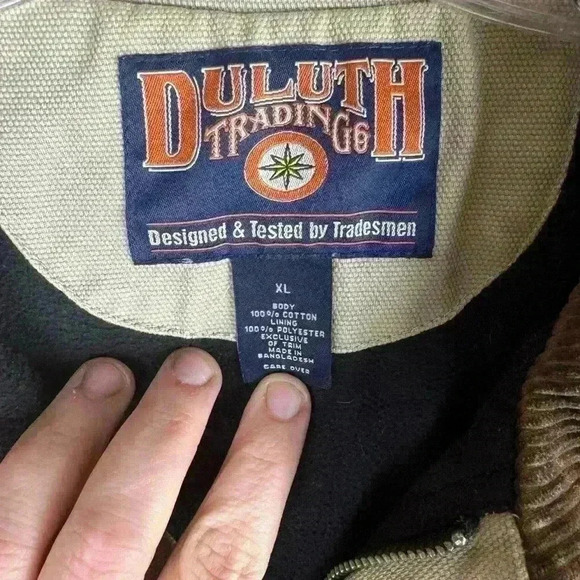 DULUTH
TRADING Co
Designed & Tested by Tradesmen
XL
BODY
100% COTTON
LINING
100% POLYESTER
EXCLUSIVE
OF TRIM
MADE IN
BANGLADESH
CARE OVER